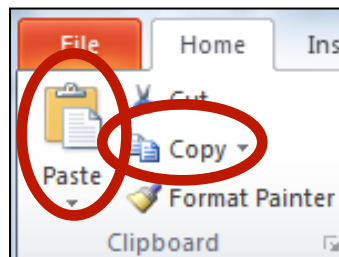 File Home Ins
Cut
Copy
Paste
Format Painter
Clipboard